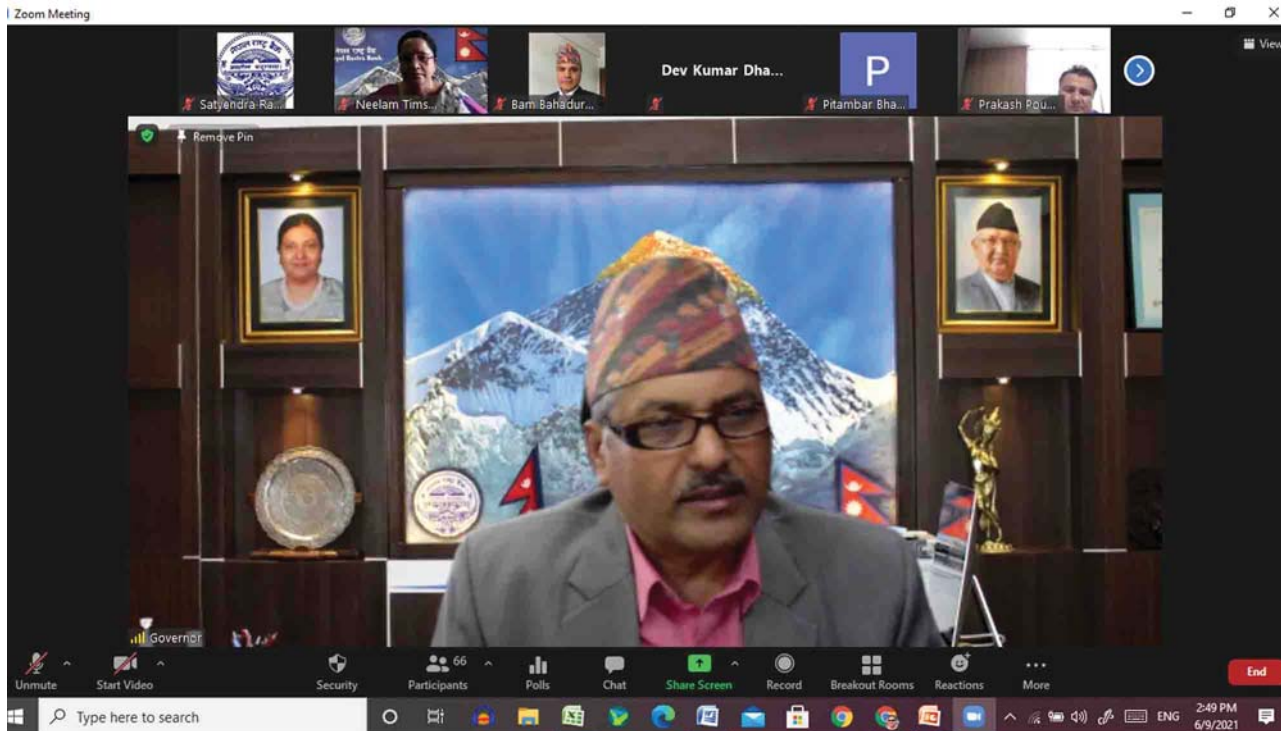 Zoom Meeting
View
Satyendra Ra...
Neelam Tims...
Bam Bahadur...
Dev Kumar Dha...
P
Pitambar Bha...
Prakash Pou...
Remove Pin
नेपाल राष्ट्र बैंक
Governor
Unmute
Start Video
Security
Participants
66
Polls
Chat
Share Screen
Record
Breakout Rooms
Reactions
More
End
Type here to search
ENG
2:49 PM
6/9/2021